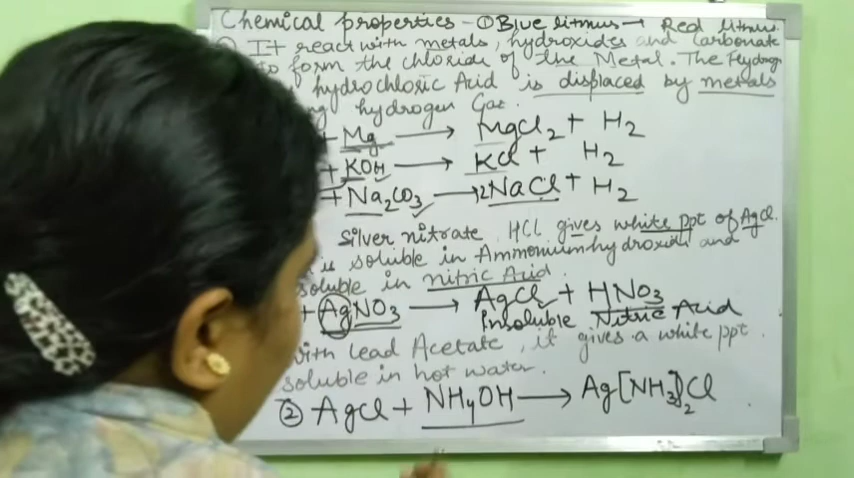 Chemical properties - ① Blue litmus → Red litmus.
It react with metals, hydroxides and Carbonate
to form the chloride of the Metal. The Hydrog
hydrochloric Acid is displaced by metals
hydrogen Gas.
+ Mg → MgCl2 + H2
+ KOH → KCl + H2
+ Na2CO3 → 2NaCl + H2
Silver nitrate, HCl gives white ppt of AgCl.
is soluble in Ammonium hydroxide and
soluble in nitric Acid.
+ AgNO3 → AgCl + HNO3
Insoluble Nitric Acid
with Lead Acetate, it gives a white ppt.
soluble in hot water.
② AgCl + NH4OH → Ag[NH3]2Cl